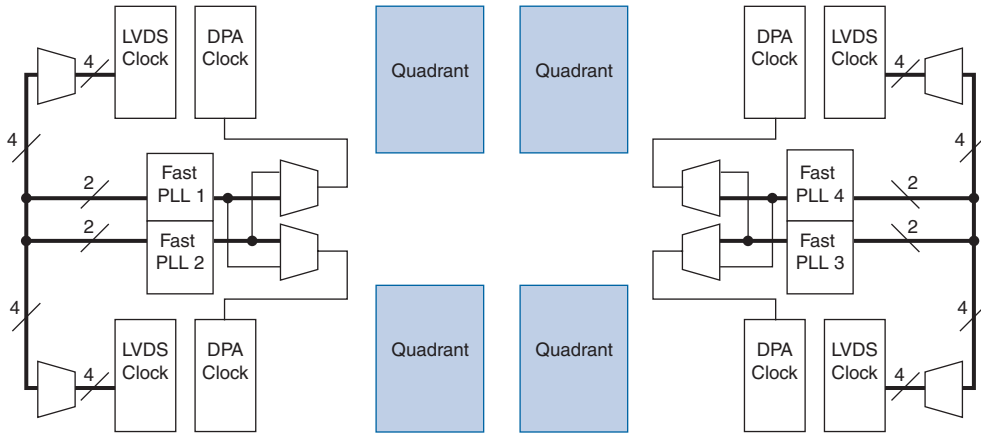 LVDS
Clock
DPA
Clock
Quadrant
Quadrant
DPA
Clock
LVDS
Clock
4
4
4
4
2
Fast
PLL 1
Fast
PLL 4
2
2
Fast
PLL 2
Fast
PLL 3
2
4
4
4
LVDS
Clock
DPA
Clock
Quadrant
Quadrant
DPA
Clock
LVDS
Clock
4